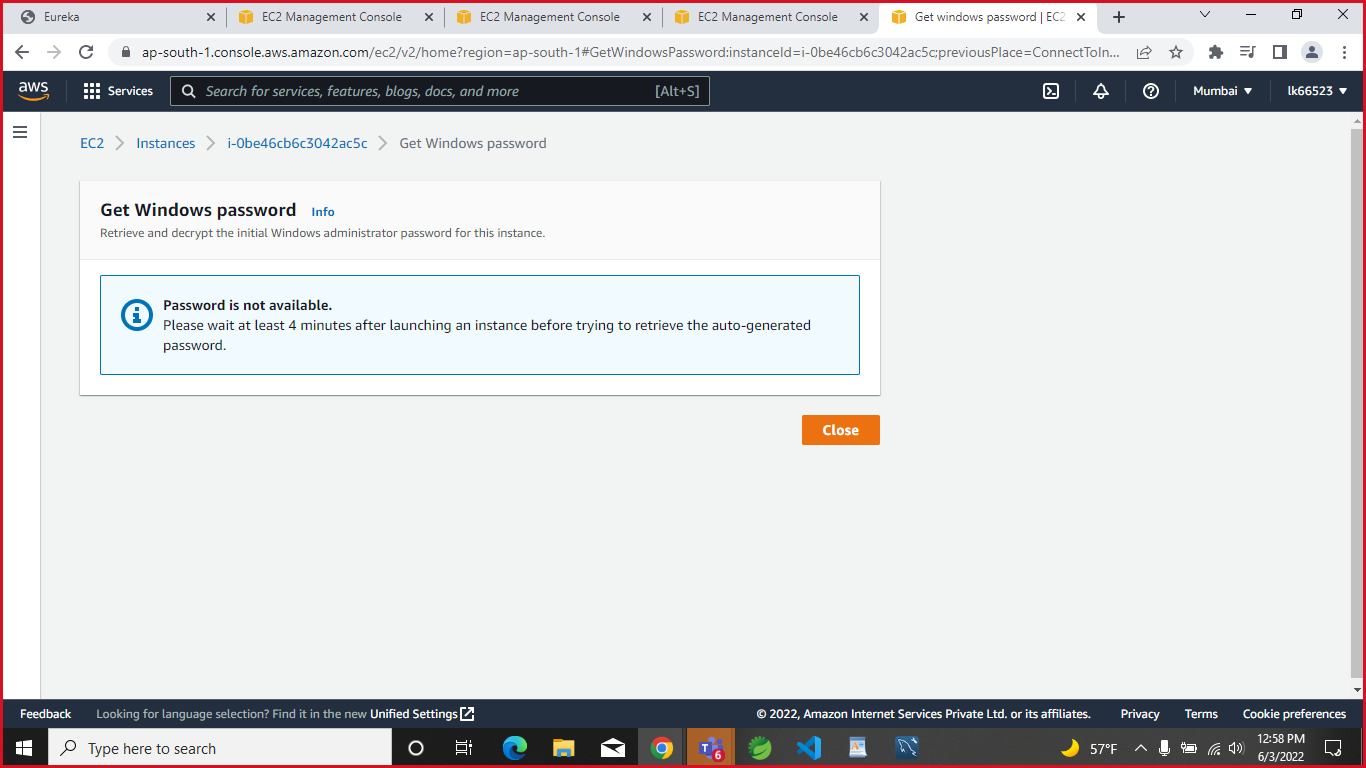 Eureka
EC2 Management Console
EC2 Management Console
EC2 Management Console
Get windows password | EC2
ap-south-1.console.aws.amazon.com/ec2/v2/home?region=ap-south-1#GetWindowsPassword:instanceId=i-0be46cb6c3042ac5c;previousPlace=ConnectToIn...
aws
Services
Search for services, features, blogs, docs, and more
[Alt+S]
Mumbai
lk66523
EC2
Instances
i-0be46cb6c3042ac5c
Get Windows password
Get Windows password
Info
Retrieve and decrypt the initial Windows administrator password for this instance.
Password is not available.
Please wait at least 4 minutes after launching an instance before trying to retrieve the auto-generated
password.
Close
Feedback
Looking for language selection? Find it in the new Unified Settings
© 2022, Amazon Internet Services Private Ltd. or its affiliates.
Privacy
Terms
Cookie preferences
Type here to search
6
57°F
12:58 PM
6/3/2022